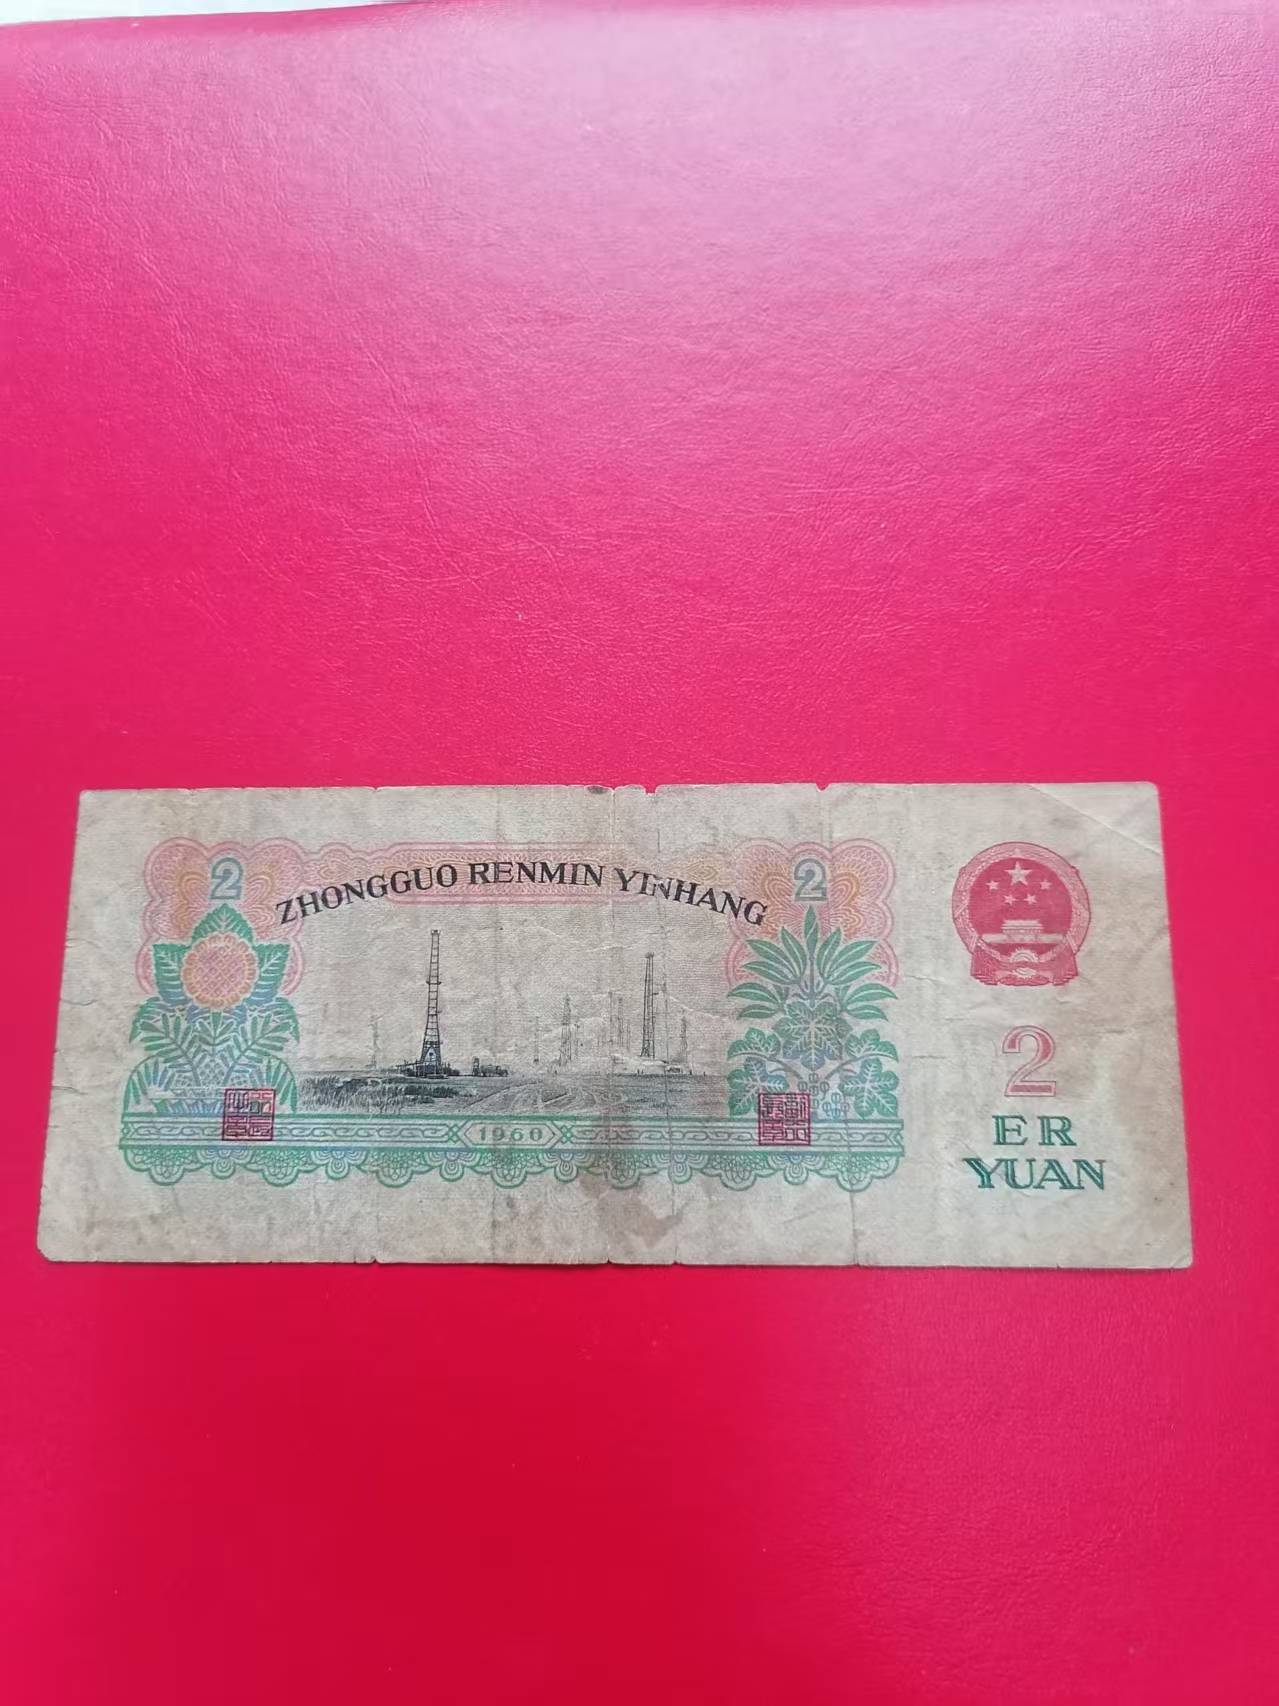 2
ZHONGGUO RENMIN YINHANG
2
1960
2
ER
YUAN